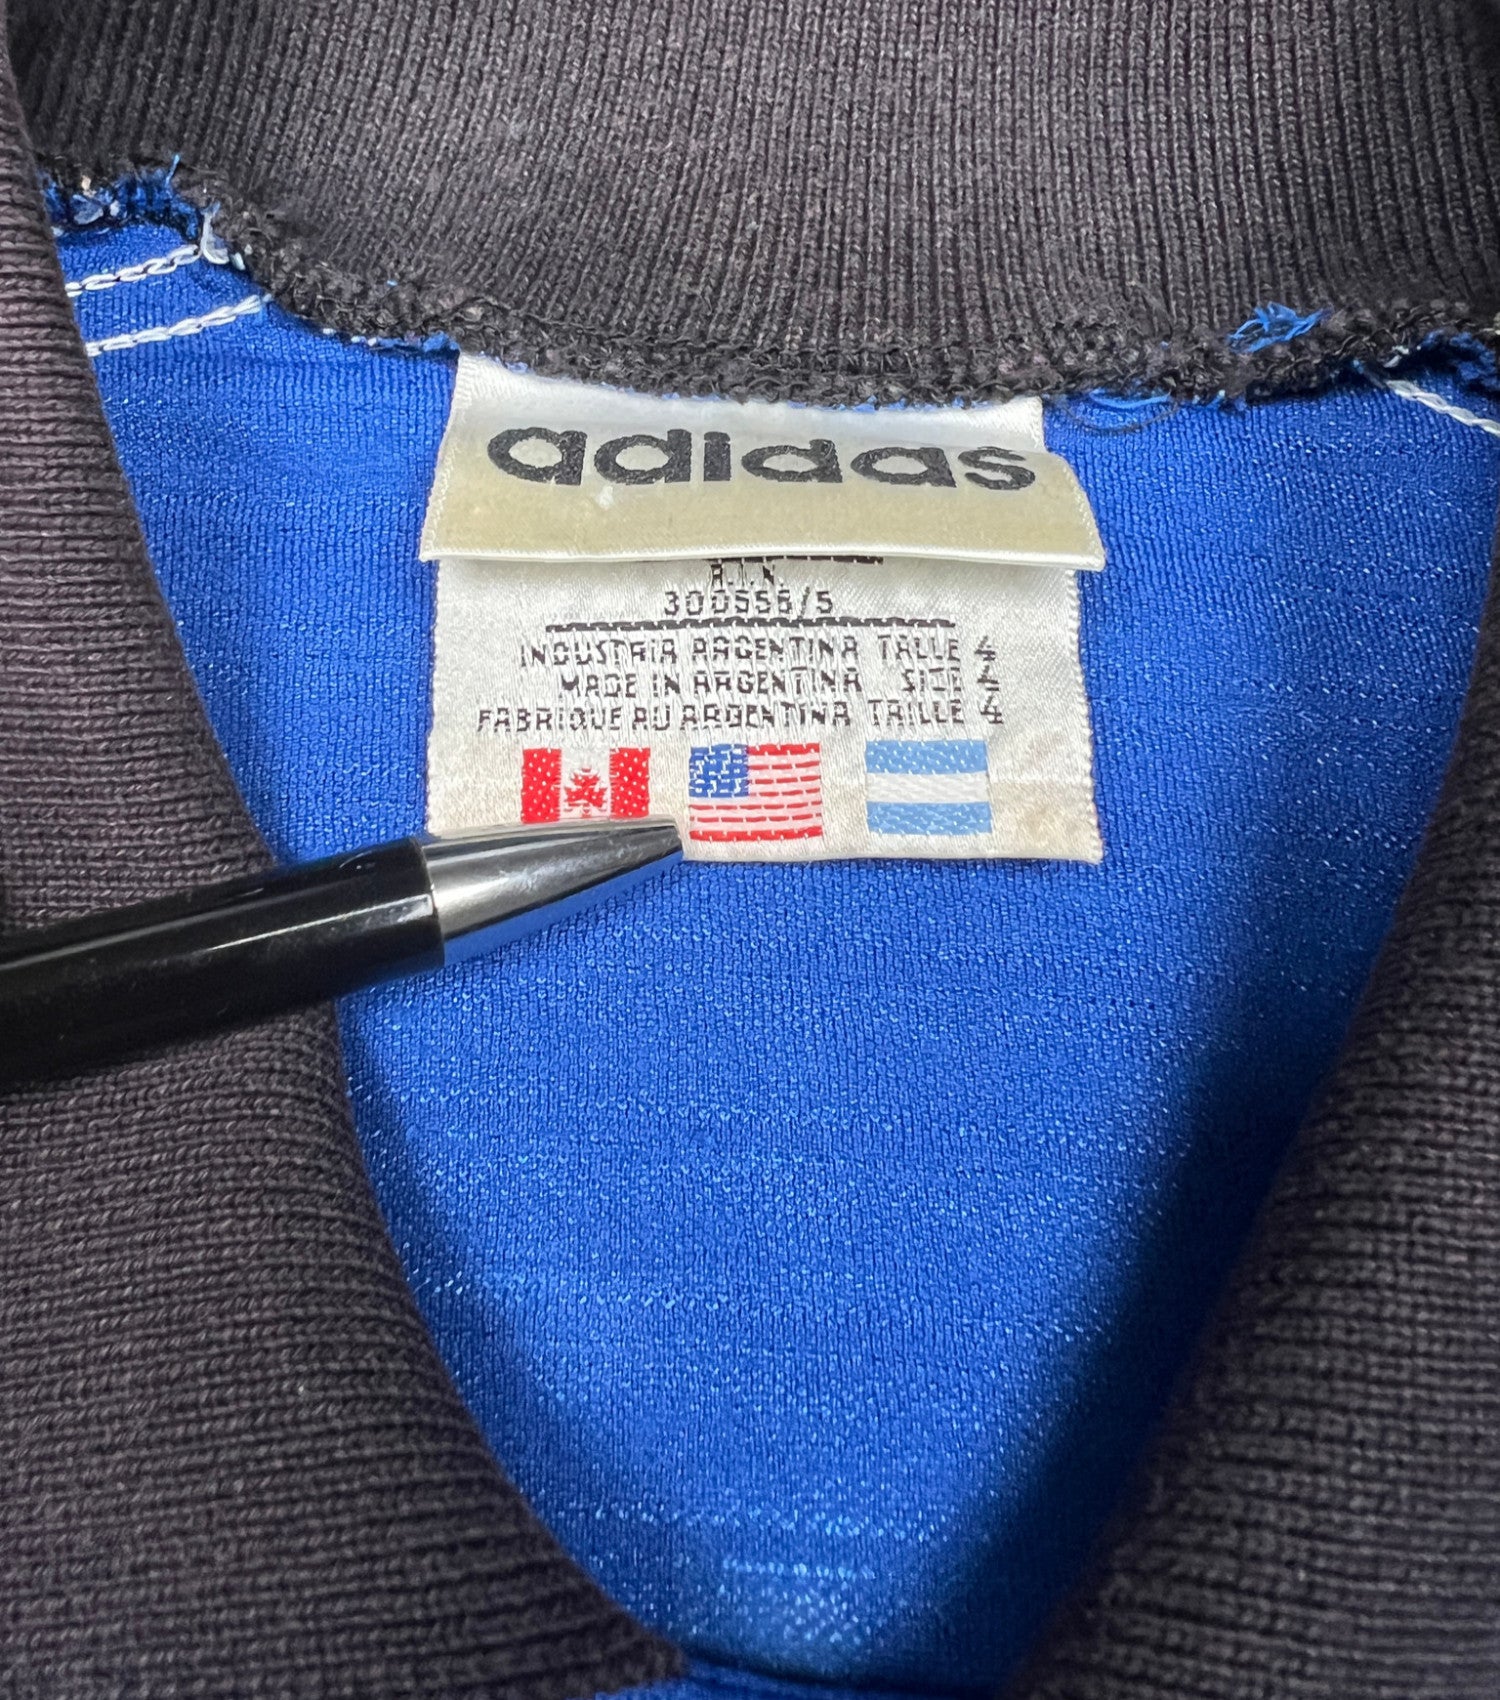 adidas
R.I.N.
300556/5
INDUSTRIA ARGENTINA TALLE 4
MADE IN ARGENTINA SIZE 4
FABRIQUE AU ARGENTINA TAILLE 4